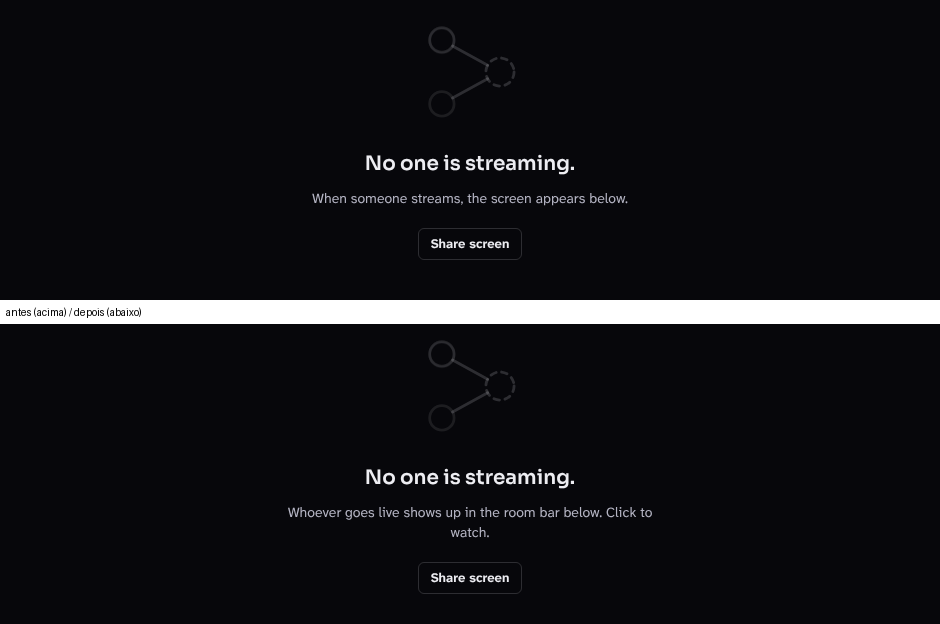 No one is streaming.
When someone streams, the screen appears below.
Share screen
antes (acima) / depois (abaixo)
No one is streaming.
Whoever goes live shows up in the room bar below. Click to
watch.
Share screen